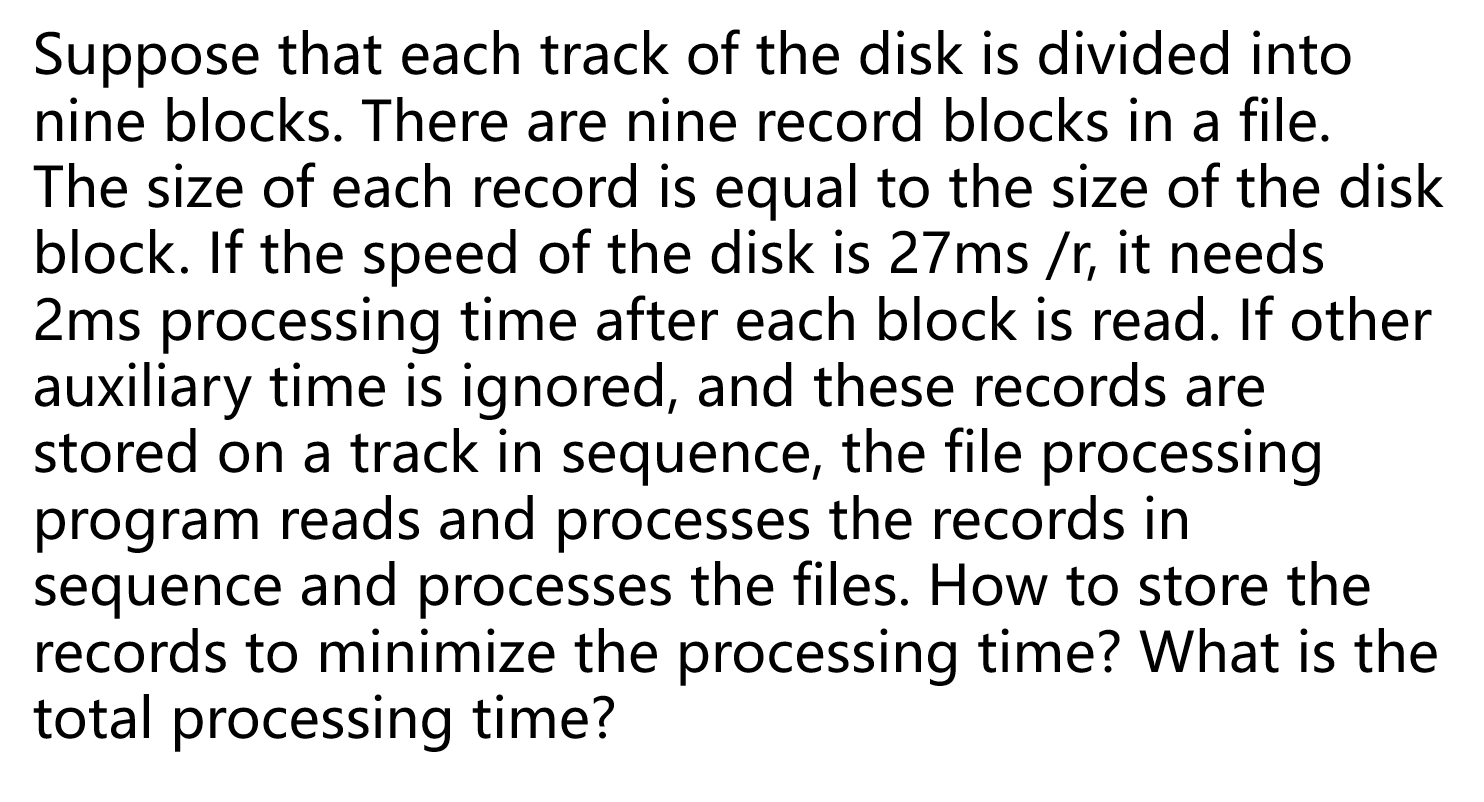 Suppose that each track of the disk is divided into
nine blocks. There are nine record blocks in a file.
The size of each record is equal to the size of the disk
block. If the speed of the disk is 27ms /r, it needs
2ms processing time after each block is read. If other
auxiliary time is ignored, and these records are
stored on a track in sequence, the file processing
program reads and processes the records in
sequence and processes the files. How to store the
records to minimize the processing time? What is the
total processing time?